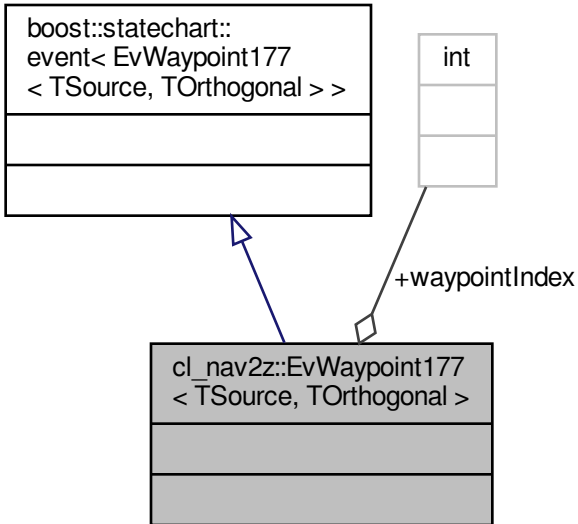 boost::statechart::
event< EvWaypoint177
< TSource, TOrthogonal > >
int
+waypointIndex
cl_nav2z::EvWaypoint177
< TSource, TOrthogonal >